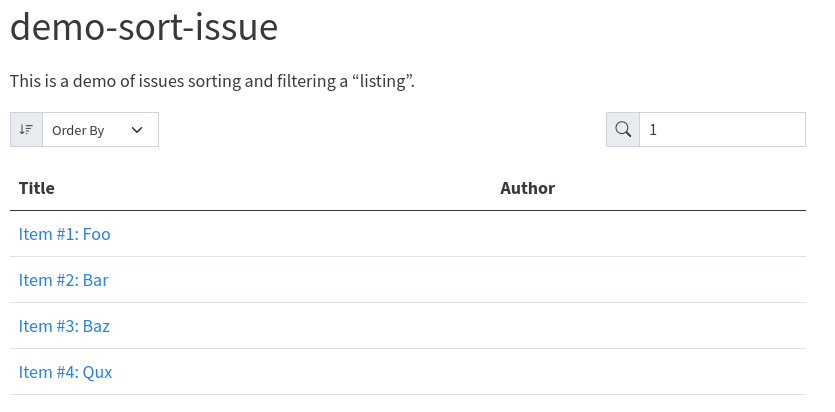 demo-sort-issue
This is a demo of issues sorting and filtering a “listing”.
Order By
1
Title Author
Item #1: Foo
Item #2: Bar
Item #3: Baz
Item #4: Qux